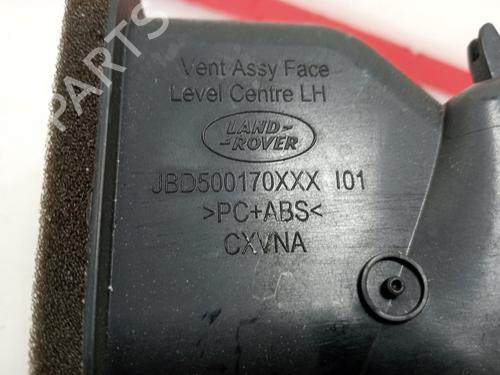 Vent Assy Face
Level Centre LH
LAND-
-ROVER
JBD500170XXX I01
>PC+ABS<
CXVNA
PARTS